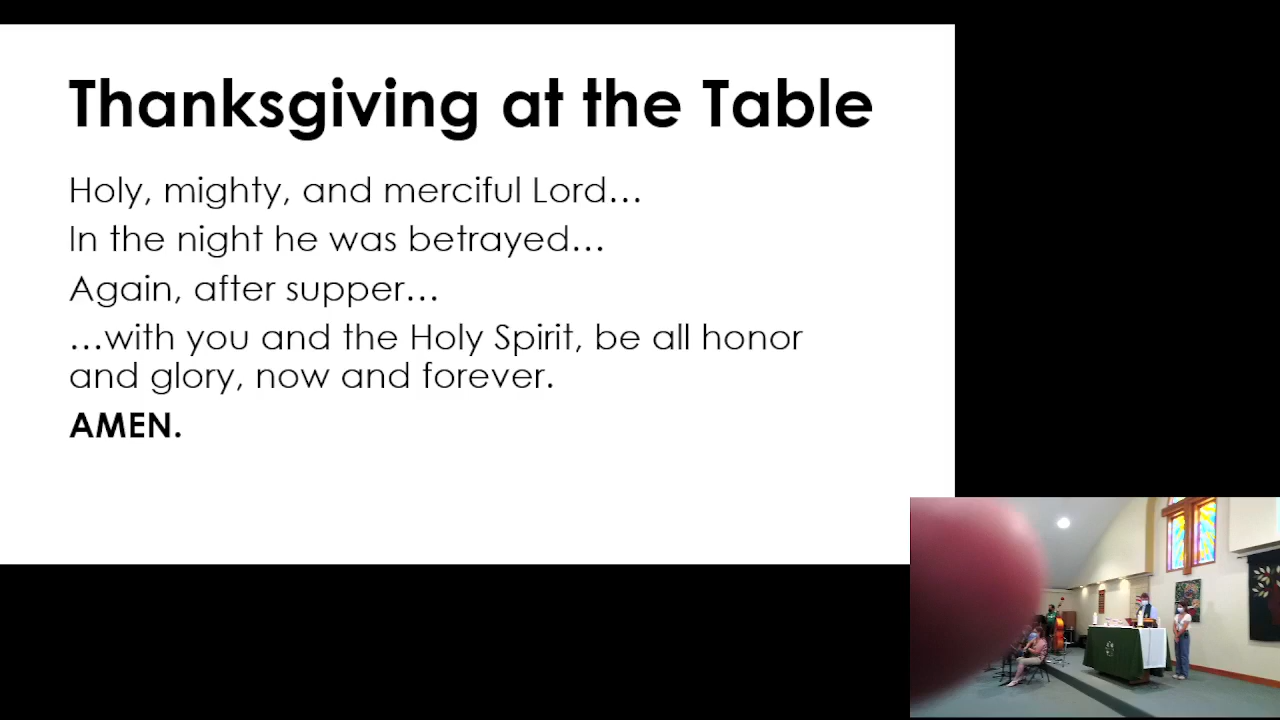 Thanksgiving at the Table
Holy, mighty, and merciful Lord…
In the night he was betrayed…
Again, after supper…
…with you and the Holy Spirit, be all honor
and glory, now and forever.
AMEN.